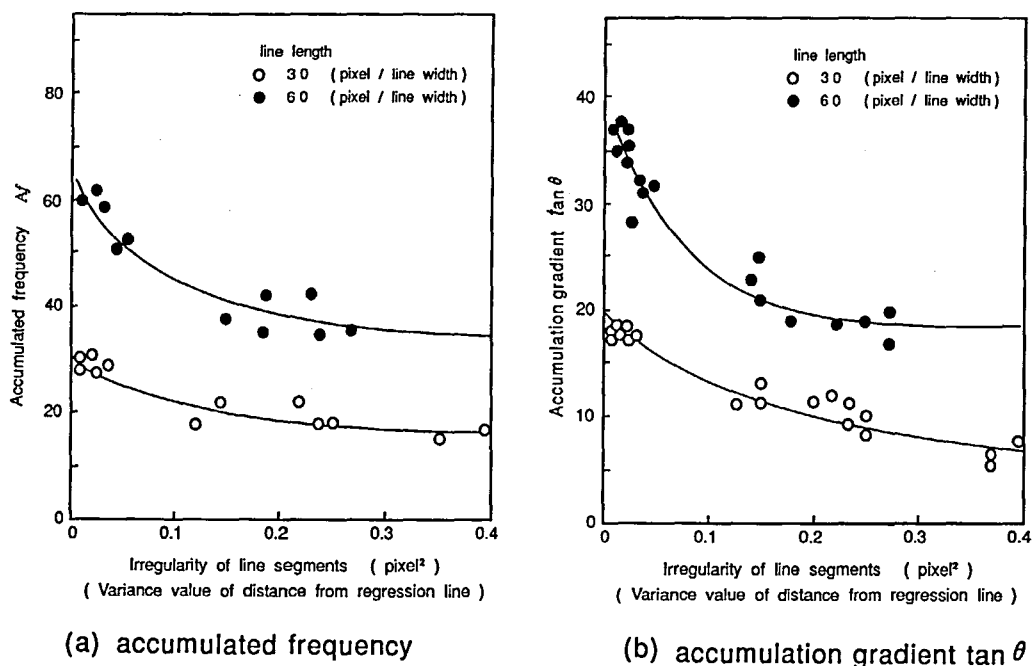 line length
○ 30 (pixel / line width)
● 60 (pixel / line width)
80
60
40
20
0
Accumulated frequency Af
0 0.1 0.2 0.3 0.4
Irregularity of line segments ( pixel² )
( Variance value of distance from regression line )
(a) accumulated frequency
line length
○ 30 (pixel / line width)
● 60 (pixel / line width)
40
30
20
10
0
Accumulation gradient tan θ
0 0.1 0.2 0.3 0.4
Irregularity of line segments ( pixel² )
( Variance value of distance from regression line )
(b) accumulation gradient tan θ